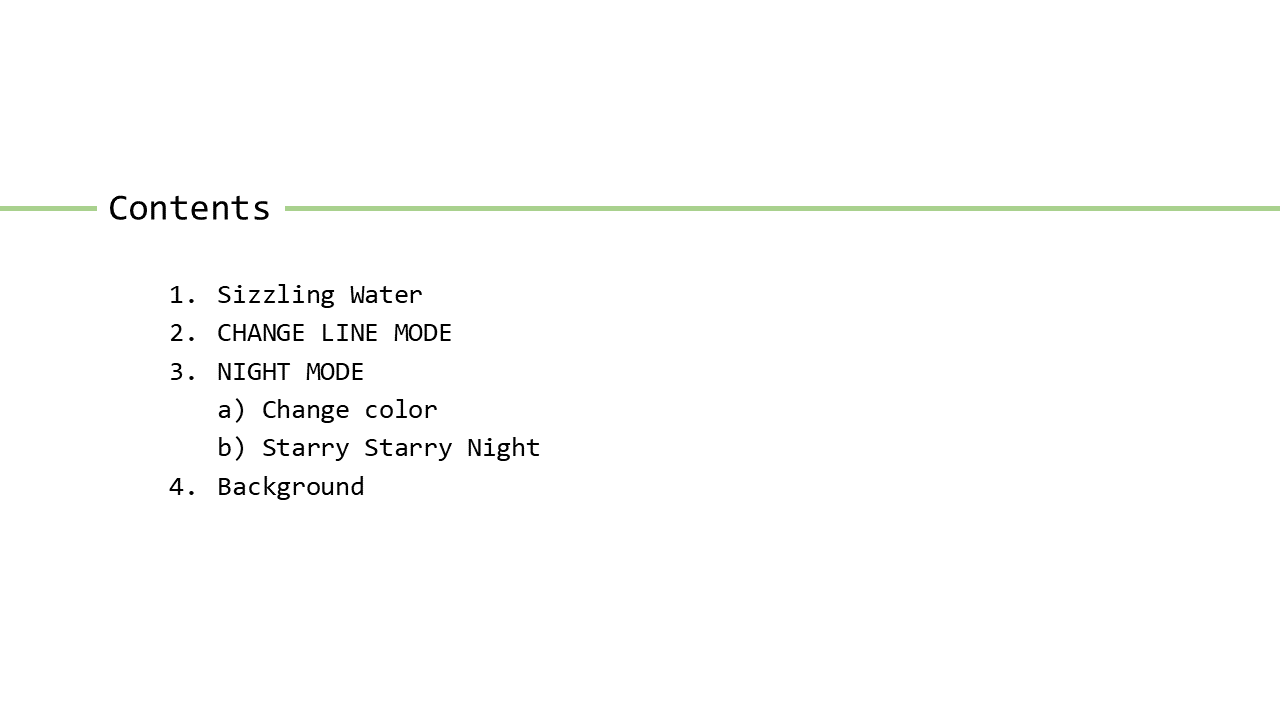 Contents
1. Sizzling Water
2. CHANGE LINE MODE
3. NIGHT MODE
a) Change color
b) Starry Starry Night
4. Background